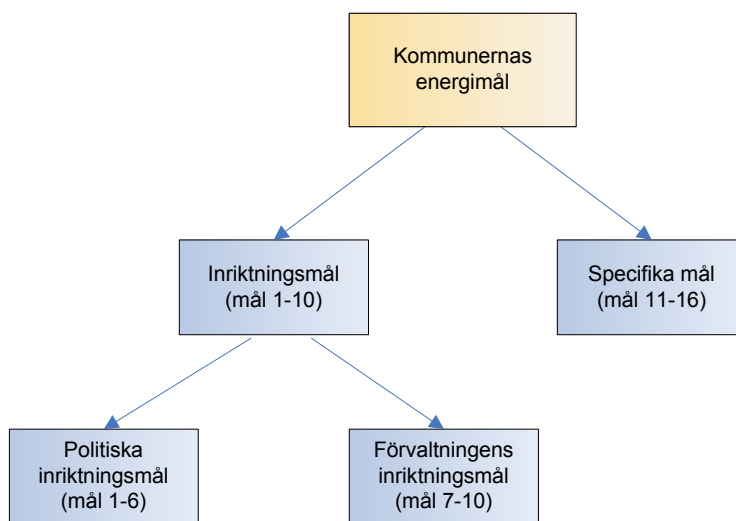 Kommunernas
energimål
Inriktningsmål
(mål 1-10)
Specifika mål
(mål 11-16)
Politiska
inriktningsmål
(mål 1-6)
Förvaltningens
inriktningsmål
(mål 7-10)